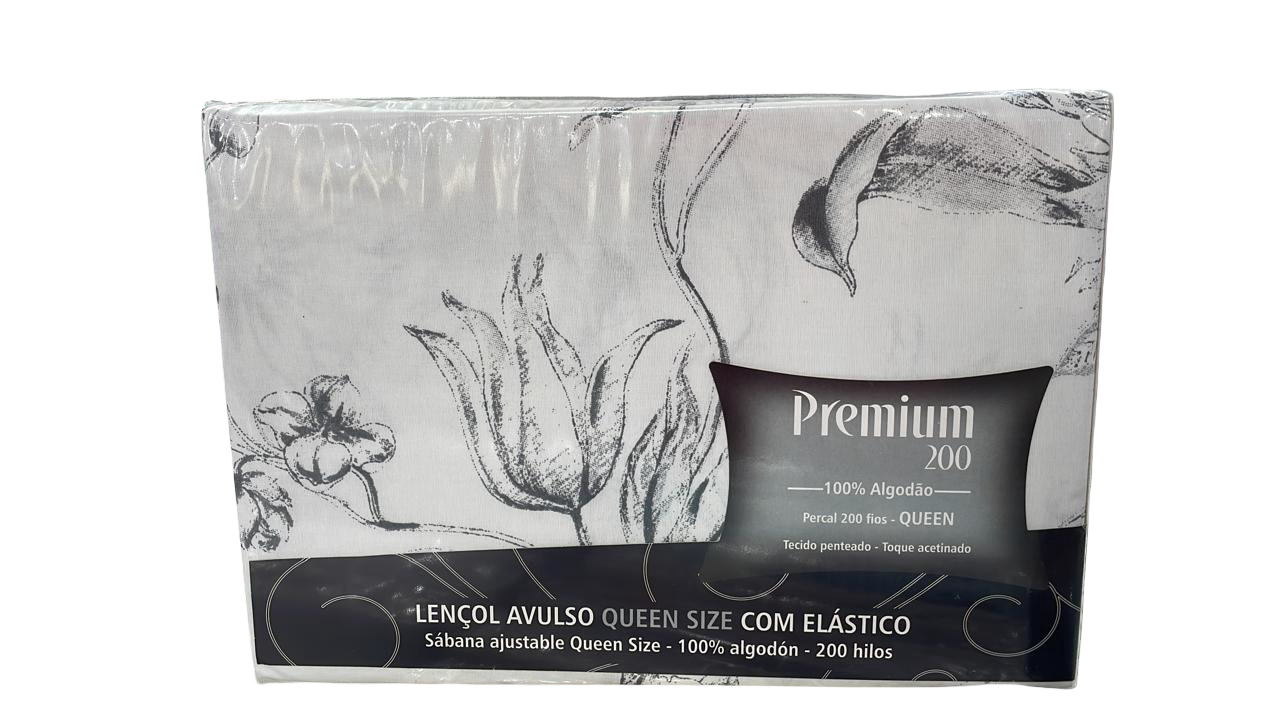 Premium
200
100% Algodão
Percal 200 fios - QUEEN
Tecido penteado - Toque acetinado
LENÇOL AVULSO QUEEN SIZE COM ELÁSTICO
Sábana ajustable Queen Size - 100% algodón - 200 hilos